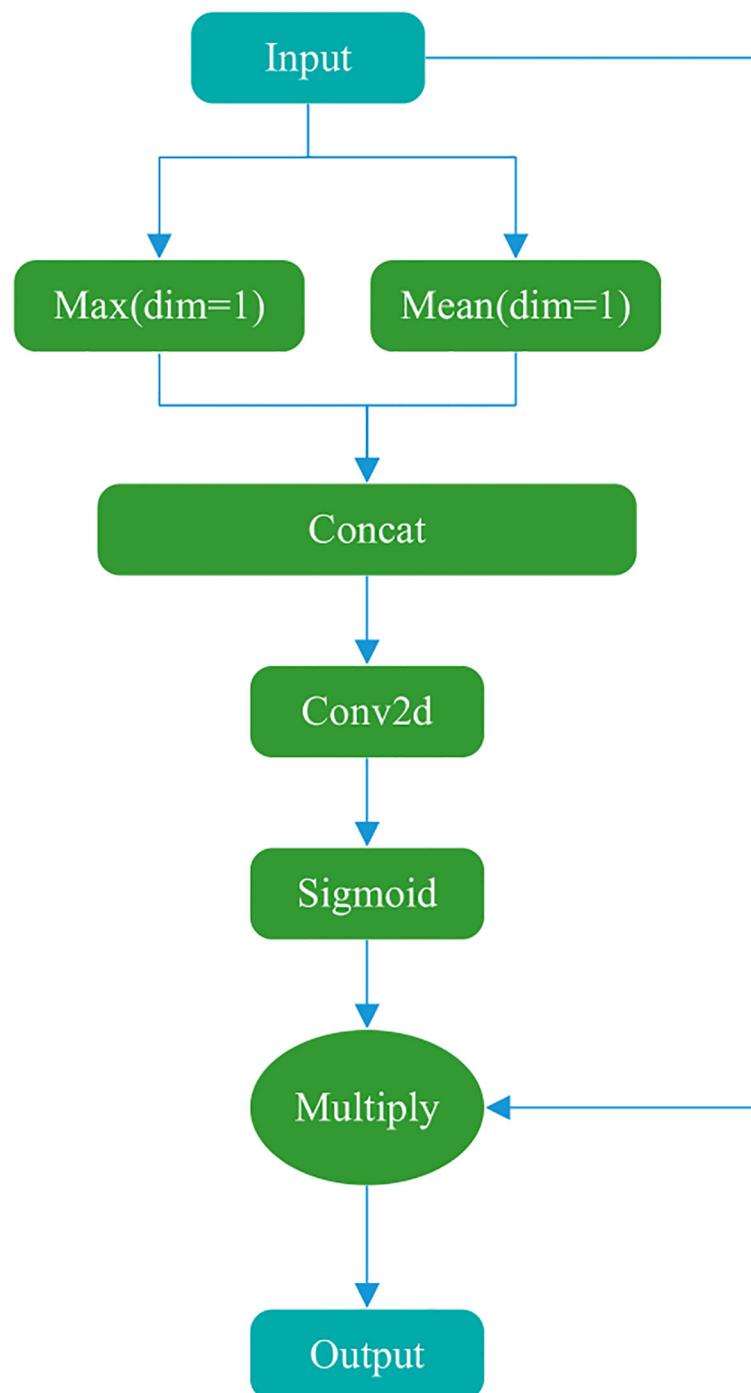 Input
Max(dim=1)
Mean(dim=1)
Concat
Conv2d
Sigmoid
Multiply
Output